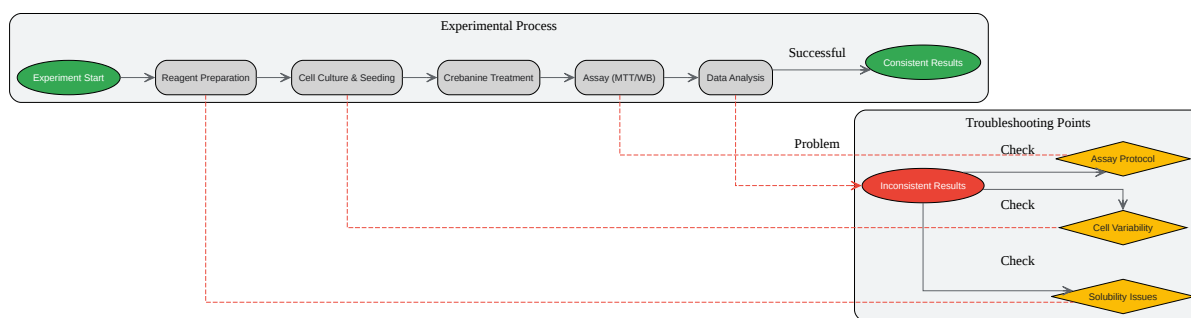 Experimental Process
Successful
Experiment Start
Reagent Preparation
Cell Culture & Seeding
Crebanine Treatment
Assay (MTT/WB)
Data Analysis
Consistent Results
Troubleshooting Points
Problem
Check
Assay Protocol
Inconsistent Results
Check
Cell Variability
Check
Solubility Issues